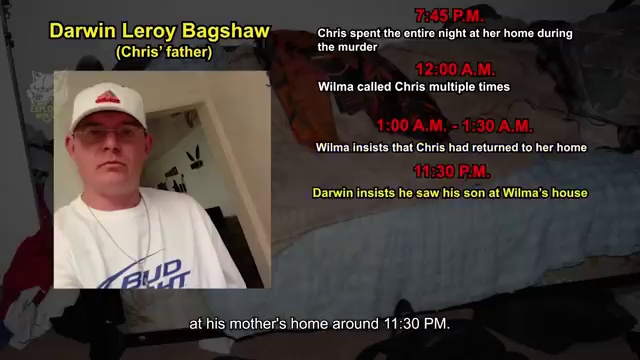 Darwin Leroy Bagshaw
(Chris' father)
7:45 P.M.
Chris spent the entire night at her home during
the murder
12:00 A.M.
Wilma called Chris multiple times
1:00 A.M. - 1:30 A.M.
Wilma insists that Chris had returned to her home
11:30 P.M.
Darwin insists he saw his son at Wilma's house
BUD
LIGHT
at his mother's home around 11:30 PM.